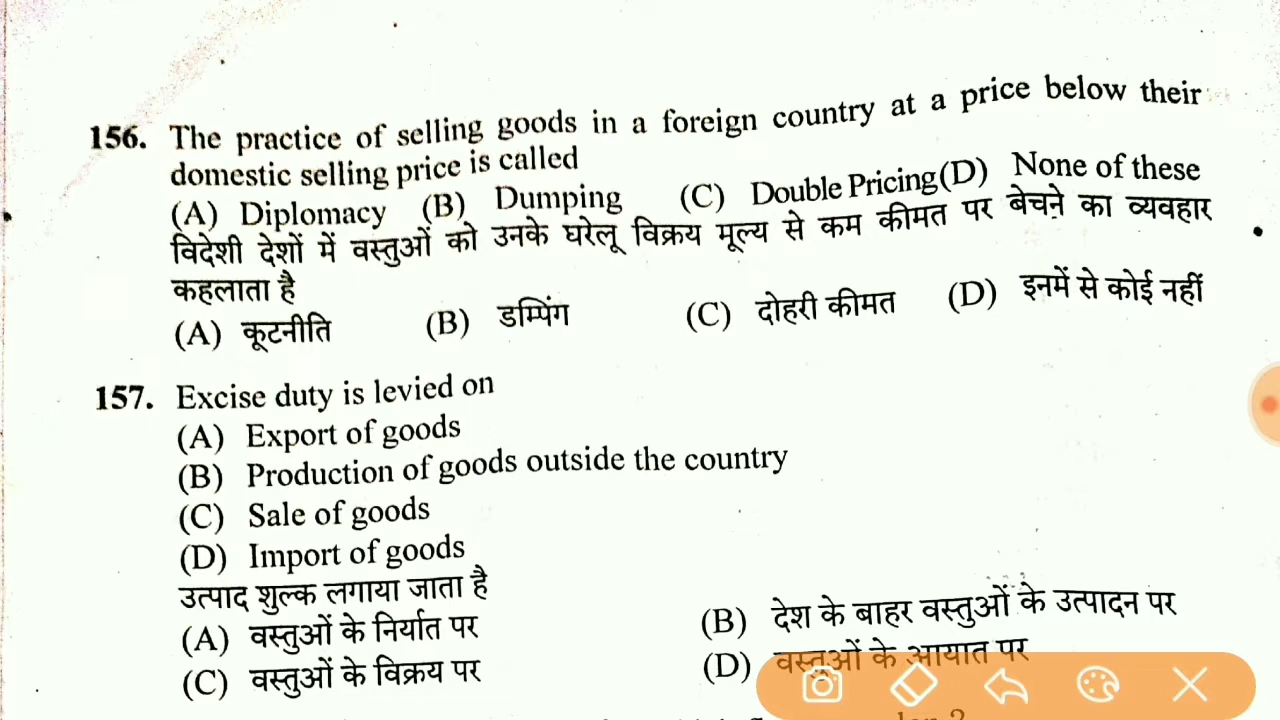 156. The practice of selling goods in a foreign country at a price below their
domestic selling price is called
(A) Diplomacy (B) Dumping (C) Double Pricing (D) None of these
विदेशी देशों में वस्तुओं को उनके घरेलू विक्रय मूल्य से कम कीमत पर बेचने का व्यवहार
कहलाता है
(A) कूटनीति (B) डम्पिंग (C) दोहरी कीमत (D) इनमें से कोई नहीं
157. Excise duty is levied on
(A) Export of goods
(B) Production of goods outside the country
(C) Sale of goods
(D) Import of goods
उत्पाद शुल्क लगाया जाता है
(A) वस्तुओं के निर्यात पर (B) देश के बाहर वस्तुओं के उत्पादन पर
(C) वस्तुओं के विक्रय पर (D) वस्तुओं के आयात पर